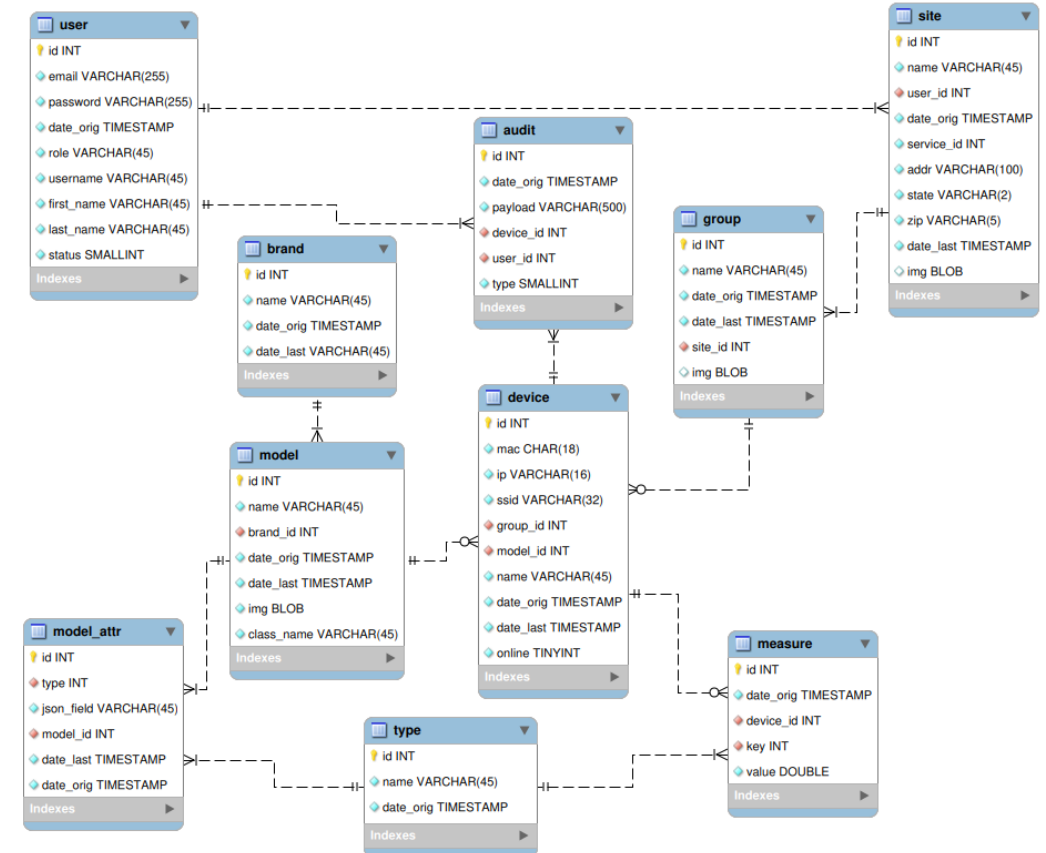 user
id INT
email VARCHAR(255)
password VARCHAR(255)
date_orig TIMESTAMP
role VARCHAR(45)
username VARCHAR(45)
first_name VARCHAR(45)
last_name VARCHAR(45)
status SMALLINT
Indexes
site
id INT
name VARCHAR(45)
user_id INT
date_orig TIMESTAMP
service_id INT
addr VARCHAR(100)
state VARCHAR(2)
zip VARCHAR(5)
date_last TIMESTAMP
img BLOB
Indexes
audit
id INT
date_orig TIMESTAMP
payload VARCHAR(500)
device_id INT
user_id INT
type SMALLINT
Indexes
group
id INT
name VARCHAR(45)
date_orig TIMESTAMP
date_last TIMESTAMP
site_id INT
img BLOB
Indexes
brand
id INT
name VARCHAR(45)
date_orig TIMESTAMP
date_last VARCHAR(45)
Indexes
device
id INT
mac CHAR(18)
ip VARCHAR(16)
ssid VARCHAR(32)
group_id INT
model_id INT
name VARCHAR(45)
date_orig TIMESTAMP
date_last TIMESTAMP
online TINYINT
Indexes
model
id INT
name VARCHAR(45)
brand_id INT
date_orig TIMESTAMP
date_last TIMESTAMP
img BLOB
class_name VARCHAR(45)
Indexes
model_attr
id INT
type INT
json_field VARCHAR(45)
model_id INT
date_last TIMESTAMP
date_orig TIMESTAMP
Indexes
measure
id INT
date_orig TIMESTAMP
device_id INT
key INT
value DOUBLE
Indexes
type
id INT
name VARCHAR(45)
date_orig TIMESTAMP
Indexes